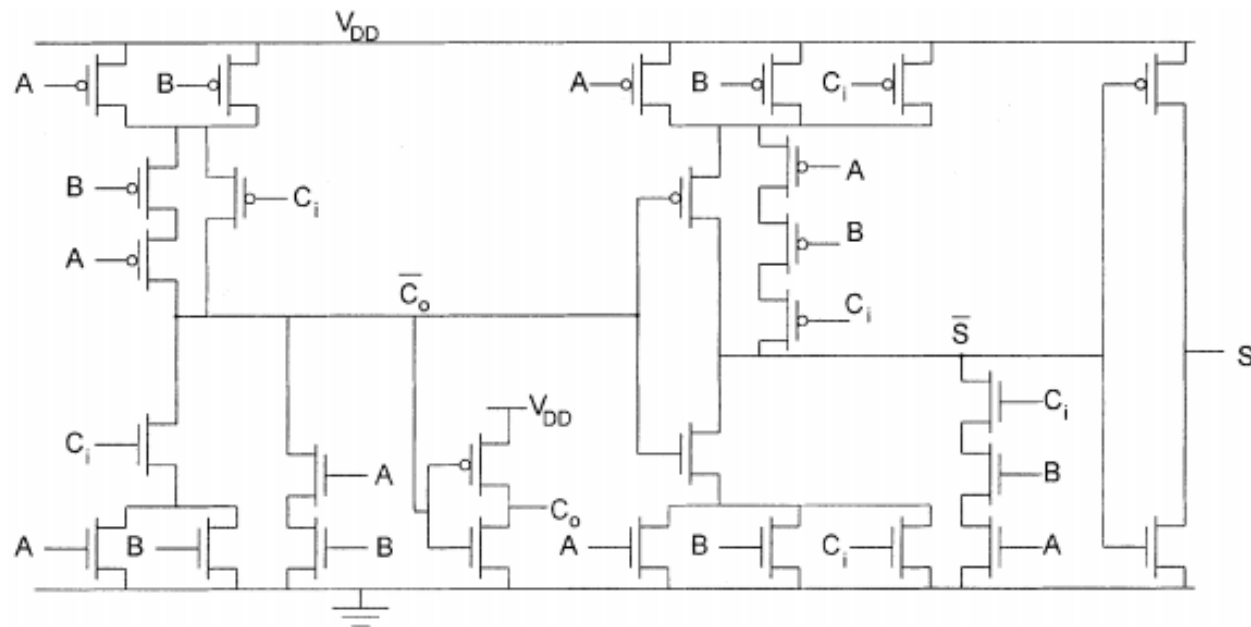 V_DD
A B A B C_i
B C_i A
A B
C̅_o C_i
S̅ S
V_DD C_i
C_i A B
C_o
A B B A B C_i A